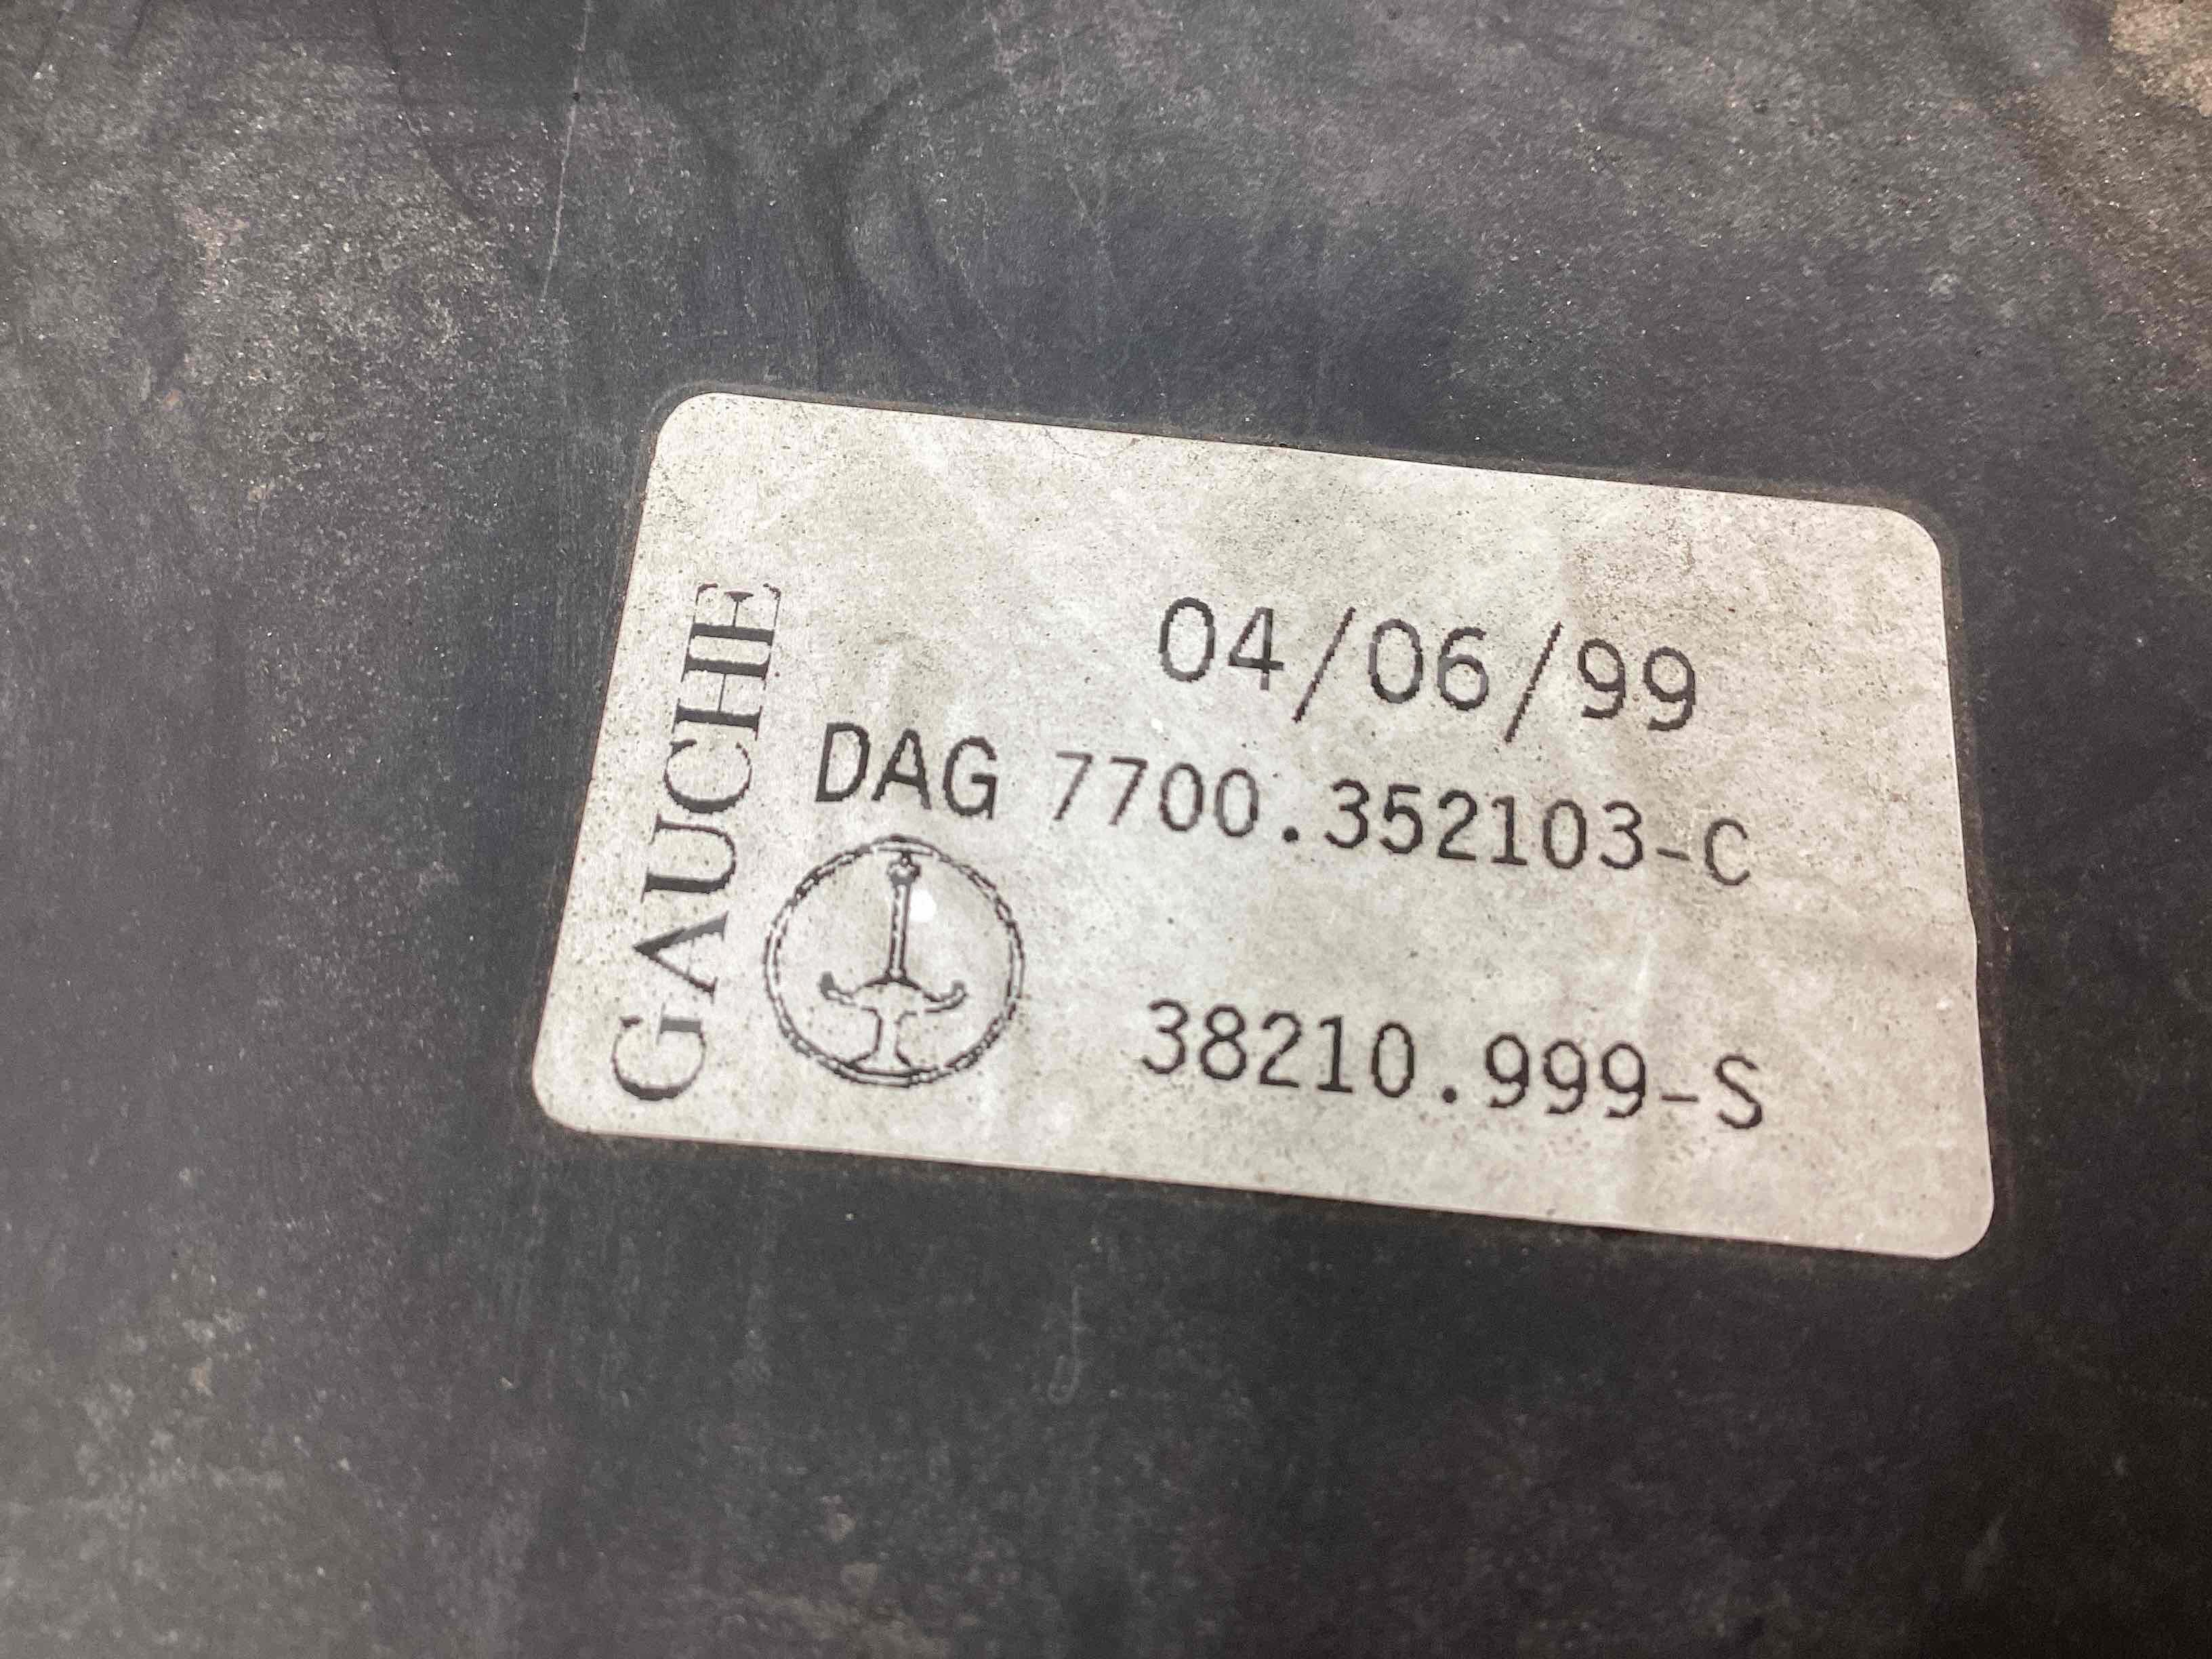 GAUCHE
04/06/99
DAG 7700.352103-C
38210.999-S